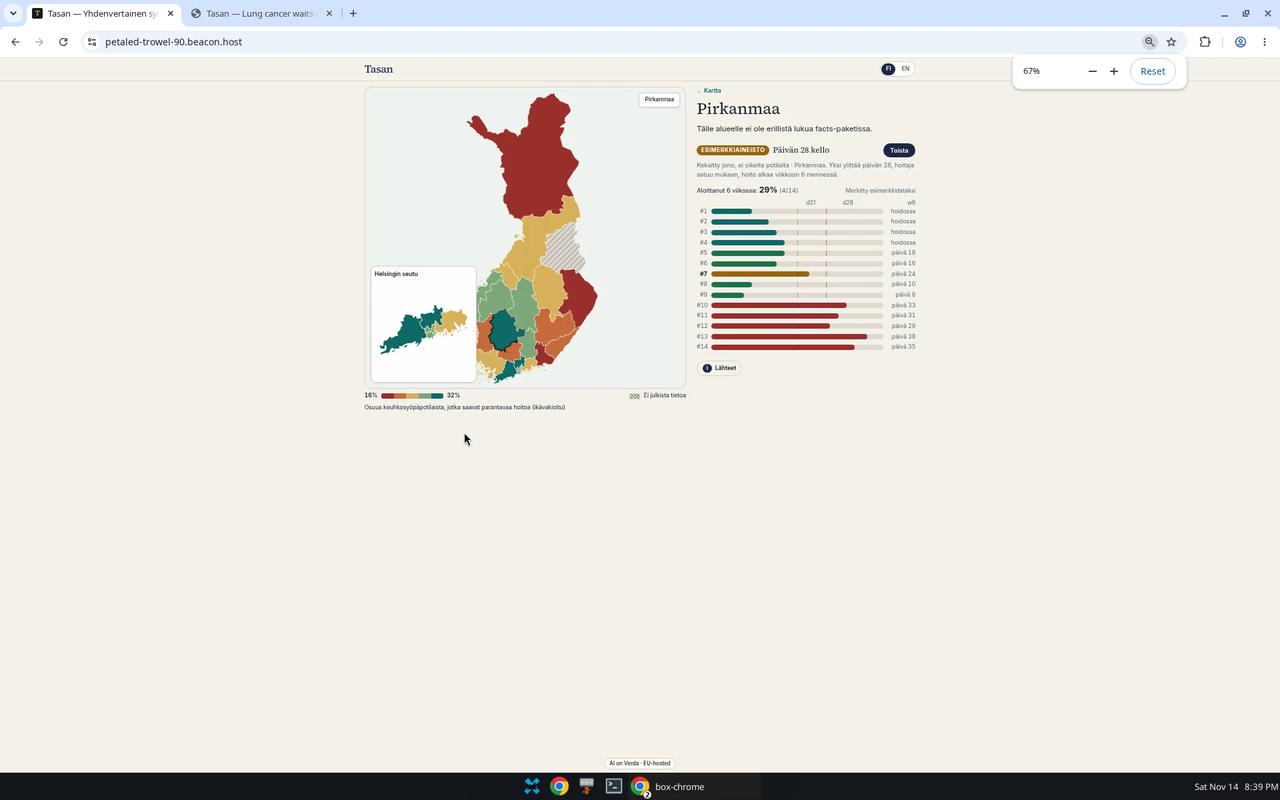 Tasan — Yhdenvertainen sy
Tasan — Lung cancer waits
petaled-trowel-90.beacon.host
67%
Reset
Tasan
FI
EN
Pirkanmaa
Helsingin seutu
16%
32%
Ei julkista tietoa
Osuus keuhkosyöpäpotilaista, jotka saavat parantavaa hoitoa (ikävakioitu)
← Kartta
Pirkanmaa
Tälle alueelle ei ole erillistä lukua facts-paketissa.
ESIMERKKIAINEISTO Päivän 28 kello
Toista
Keksitty jono, ei oikeita potilaita · Pirkanmaa. Yksi ylittää päivän 28, hoitaja
astuu mukaan, hoito alkaa viikkoon 6 mennessä.
Aloittanut 6 viikossa: 29% (4/14)
Merkitty esimerkkidataksi
d21 d28 w6
#1 hoidossa
#2 hoidossa
#3 hoidossa
#4 hoidossa
#5 päivä 18
#6 päivä 16
#7 päivä 24
#8 päivä 10
#9 päivä 8
#10 päivä 33
#11 päivä 31
#12 päivä 29
#13 päivä 38
#14 päivä 35
i Lähteet
AI on Verda · EU-hosted
2
box-chrome
Sat Nov 14 8:39 PM